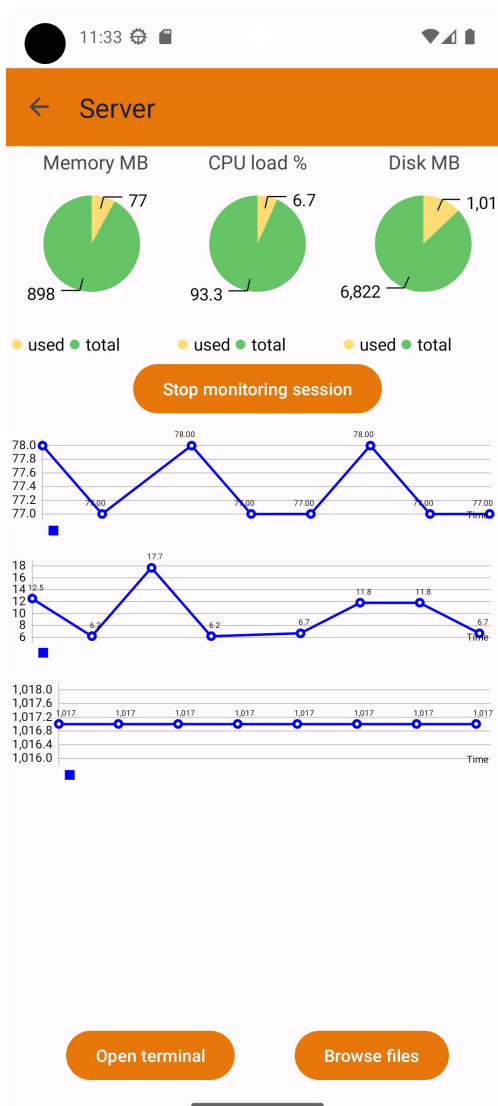 11:33
Server
Memory MB CPU load % Disk MB
77 6.7 1,01
898 93.3 6,822
used total used total used total
Stop monitoring session
78.00 78.00
78.0
77.8
77.6
77.4
77.2
77.00 77.00 77.00 77.00 77.00
77.0
Time
17.7
18
16
14
12.5 11.8 11.8
12
10
8
6.2 6.2 6.7 6.7
6
Time
1,018.0
1,017.6
1,017 1,017 1,017 1,017 1,017 1,017 1,017 1,017
1,017.2
1,016.8
1,016.4
1,016.0
Time
Open terminal Browse files